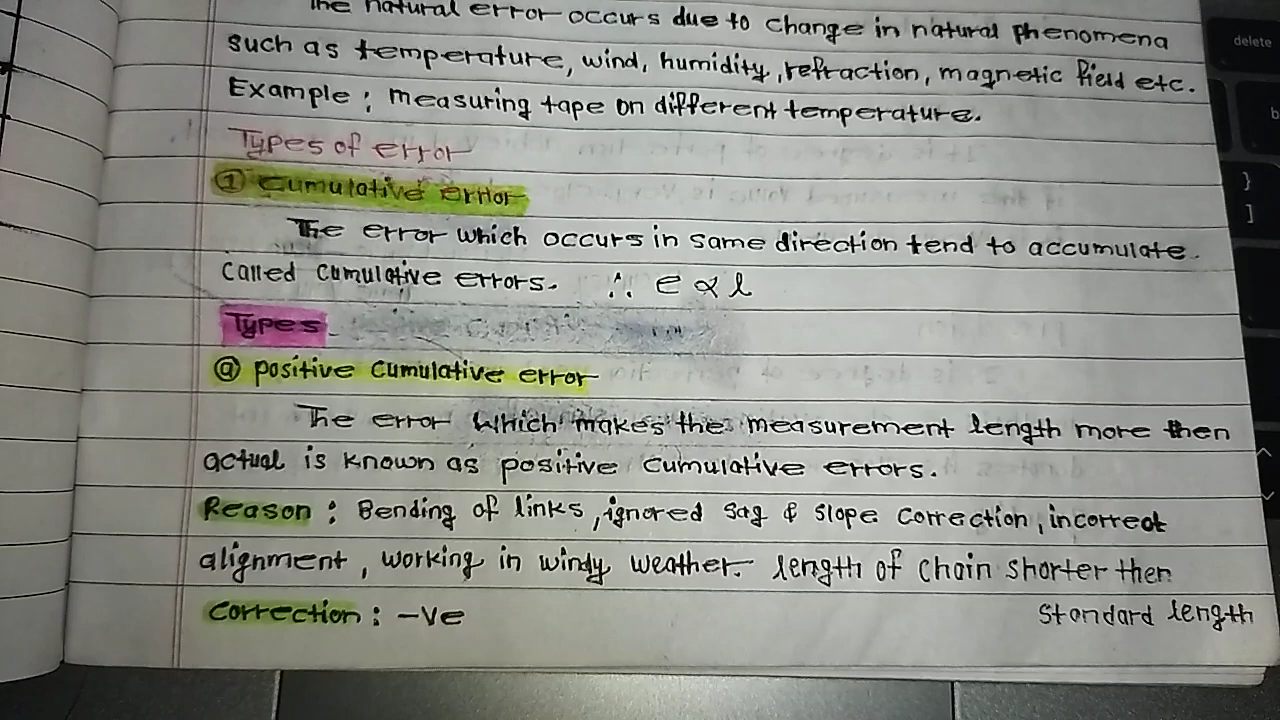 The natural error occurs due to change in natural phenomena
such as temperature, wind, humidity, refraction, magnetic field etc.
Example : measuring tape on different temperature.
Types of error
① Cumulative error
The error which occurs in same direction tend to accumulate.
called cumulative errors. ∴ e ∝ l
Types
ⓐ positive cumulative error
The error which makes the measurement length more then
actual is known as positive cumulative errors.
Reason : Bending of links, ignored sag & slope correction, incorrect
alignment, working in windy weather. length of chain shorter then
standard length
Correction : -ve
delete
}
]